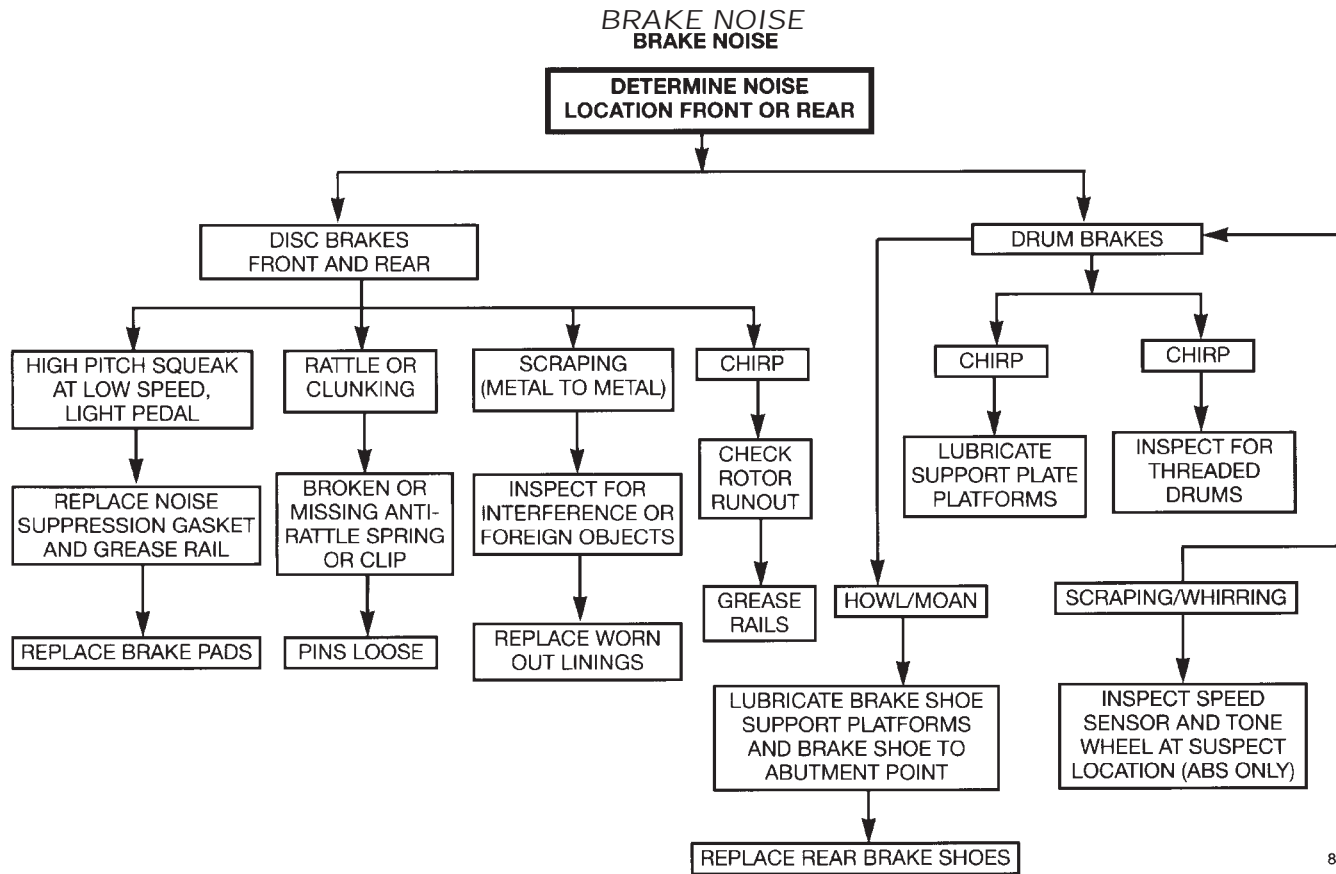 BRAKE NOISE
BRAKE NOISE
DETERMINE NOISE
LOCATION FRONT OR REAR
DISC BRAKES
FRONT AND REAR
DRUM BRAKES
HIGH PITCH SQUEAK
AT LOW SPEED,
LIGHT PEDAL
RATTLE OR
CLUNKING
SCRAPING
(METAL TO METAL)
CHIRP
CHIRP
CHIRP
REPLACE NOISE
SUPPRESSION GASKET
AND GREASE RAIL
BROKEN OR
MISSING ANTI-
RATTLE SPRING
OR CLIP
INSPECT FOR
INTERFERENCE OR
FOREIGN OBJECTS
CHECK
ROTOR
RUNOUT
LUBRICATE
SUPPORT PLATE
PLATFORMS
INSPECT FOR
THREADED
DRUMS
REPLACE BRAKE PADS
PINS LOOSE
REPLACE WORN
OUT LININGS
GREASE
RAILS
HOWL/MOAN
SCRAPING/WHIRRING
LUBRICATE BRAKE SHOE
SUPPORT PLATFORMS
AND BRAKE SHOE TO
ABUTMENT POINT
INSPECT SPEED
SENSOR AND TONE
WHEEL AT SUSPECT
LOCATION (ABS ONLY)
REPLACE REAR BRAKE SHOES
8